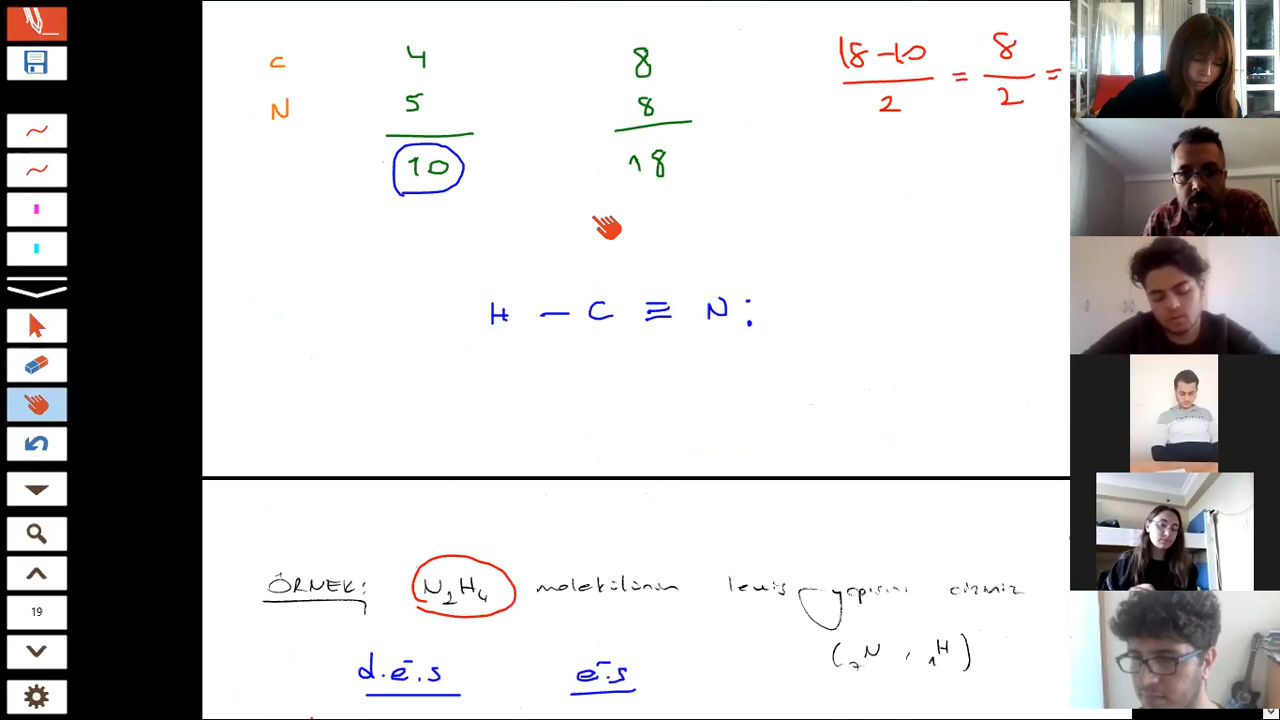 C 4 8
N 5 8
10 18
18-10 / 2 = 8 / 2 =
H — C ≡ N:
ÖRNEK: N₂H₄ molekülünün lewis yapısını çiziniz
(₇N, ₁H)
d.e⁻.s e⁻.s
19